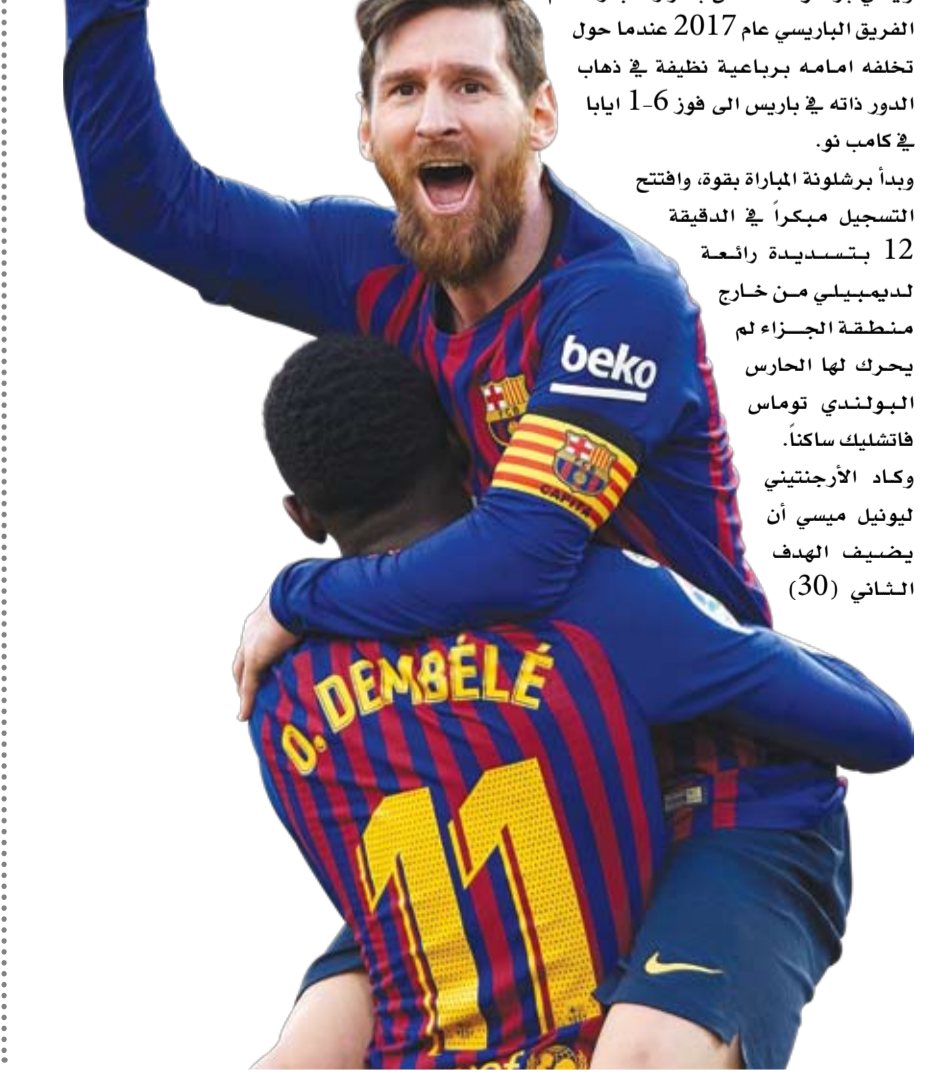 الفريق الباريسي عام 2017 عندما حول
تخلفه امامه برباعية نظيفة في ذهاب
الدور ذاته في باريس الى فوز 6-1 ايابا
في كامب نو.
وبدأ برشلونة المباراة بقوة، وافتتح
التسجيل مبكراً في الدقيقة
12 بتسديدة رائعة
لديمبيلي من خارج
منطقة الجزاء لم
يحرك لها الحارس
البولندي توماس
فاتشليك ساكناً.
وكاد الأرجنتيني
ليونيل ميسي أن
يضيف الهدف
الثاني (30)
beko
FCB
CAPITÀ
O. DEMBÉLÉ
11